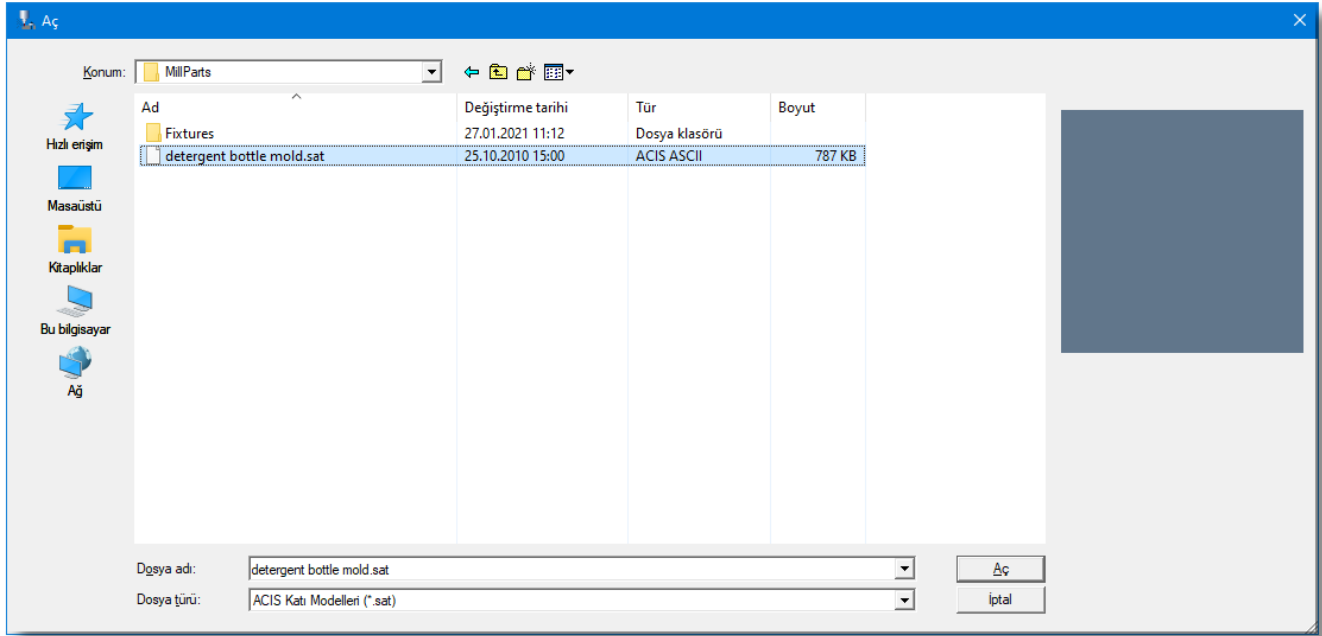 Aç
Konum: MillParts
Ad Değiştirme tarihi Tür Boyut
Fixtures 27.01.2021 11:12 Dosya klasörü
detergent bottle mold.sat 25.10.2010 15:00 ACIS ASCII 787 KB
Hızlı erişim
Masaüstü
Kitaplıklar
Bu bilgisayar
Ağ
Dosya adı: detergent bottle mold.sat Aç
Dosya türü: ACIS Katı Modelleri (*.sat) İptal